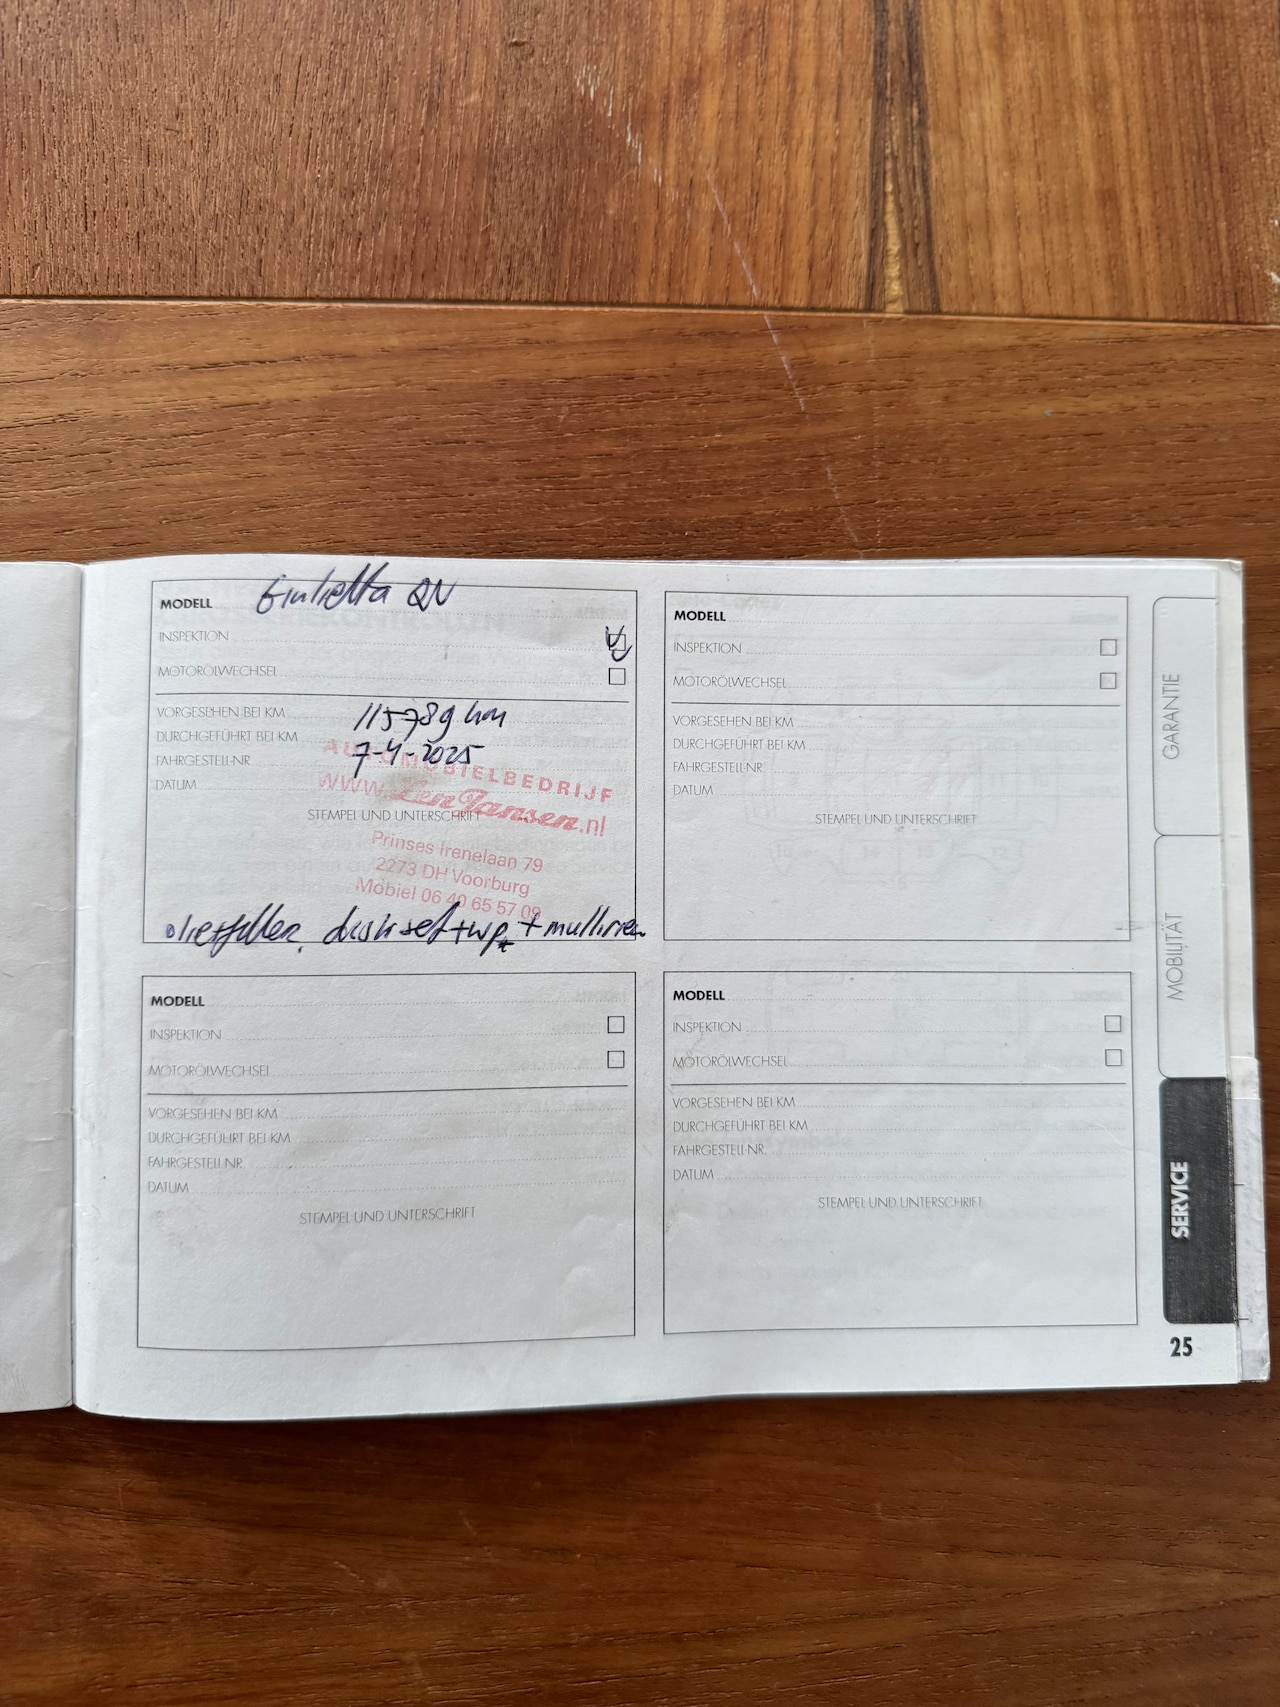 MODELL Giulietta QV
INSPEKTION
MOTORÖLWECHSEL
VORGESEHEN BEI KM 115789 km
DURCHGEFÜHRT BEI KM
FAHRGESTELL-NR. 7-4-2025
DATUM
STEMPEL UND UNTERSCHRIFT
AUTOMOBIELBEDRIJF
www.LenJansen.nl
Prinses Irenelaan 79
2273 DH Voorburg
Mobiel 06 40 65 57 09
oliefilter, dist. set + wp +
MODELL
INSPEKTION
MOTORÖLWECHSEL
VORGESEHEN BEI KM
DURCHGEFÜHRT BEI KM
FAHRGESTELL-NR.
DATUM
STEMPEL UND UNTERSCHRIFT
MODELL
INSPEKTION
MOTORÖLWECHSEL
VORGESEHEN BEI KM
DURCHGEFÜHRT BEI KM
FAHRGESTELL-NR.
DATUM
STEMPEL UND UNTERSCHRIFT
MODELL
INSPEKTION
MOTORÖLWECHSEL
VORGESEHEN BEI KM
DURCHGEFÜHRT BEI KM
FAHRGESTELL-NR.
DATUM
STEMPEL UND UNTERSCHRIFT
GARANTIE
MOBILITÄT
SERVICE
25